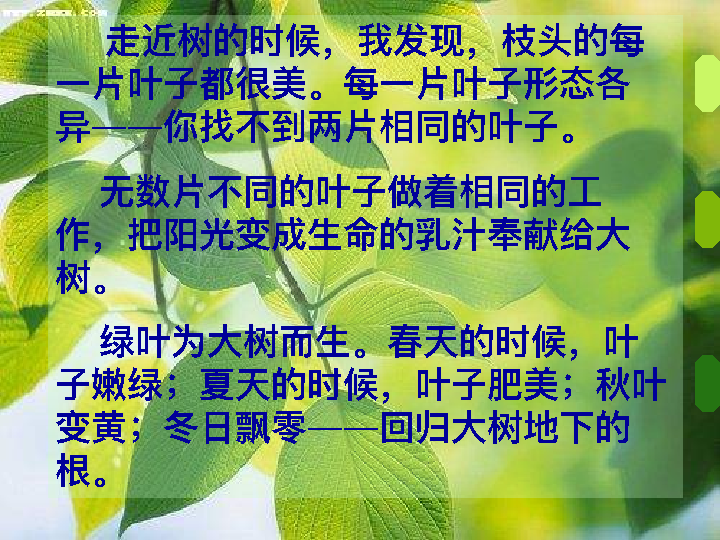 走近树的时候，我发现，枝头的每
一片叶子都很美。每一片叶子形态各
异——你找不到两片相同的叶子。
无数片不同的叶子做着相同的工
作，把阳光变成生命的乳汁奉献给大
树。
绿叶为大树而生。春天的时候，叶
子嫩绿；夏天的时候，叶子肥美；秋叶
变黄；冬日飘零——回归大树地下的
根。